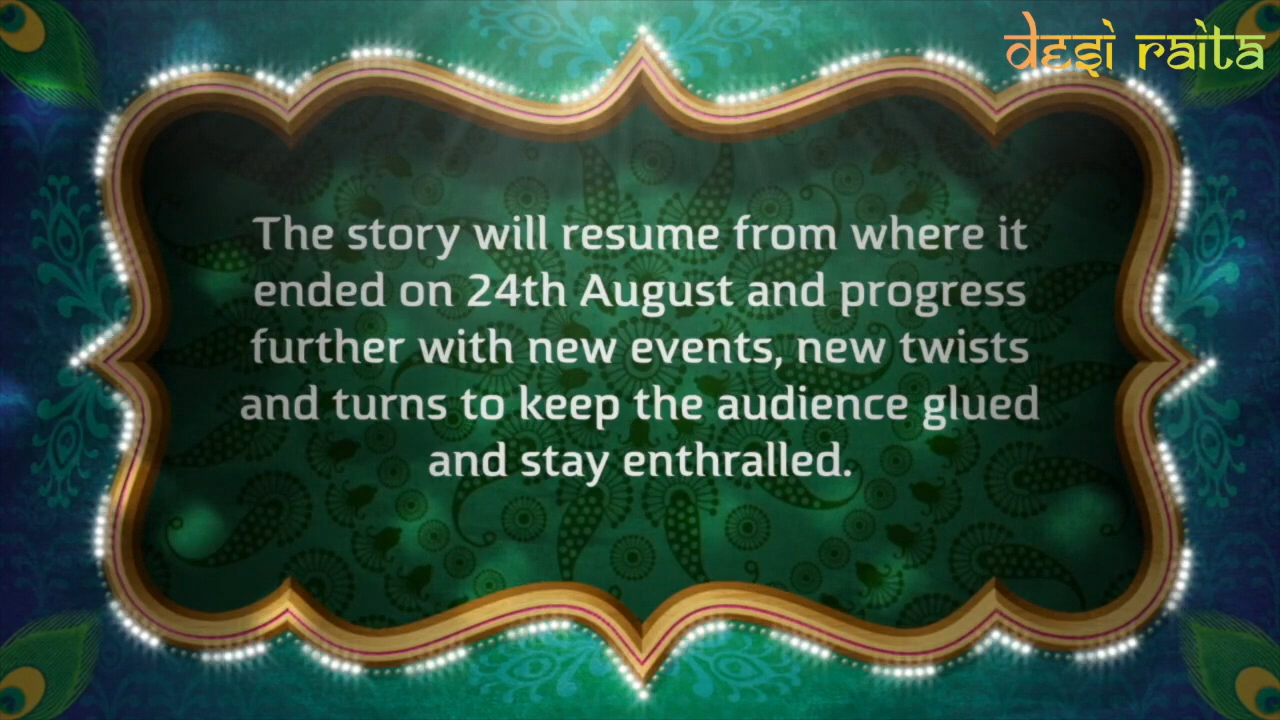 desi raita
The story will resume from where it
ended on 24th August and progress
further with new events, new twists
and turns to keep the audience glued
and stay enthralled.